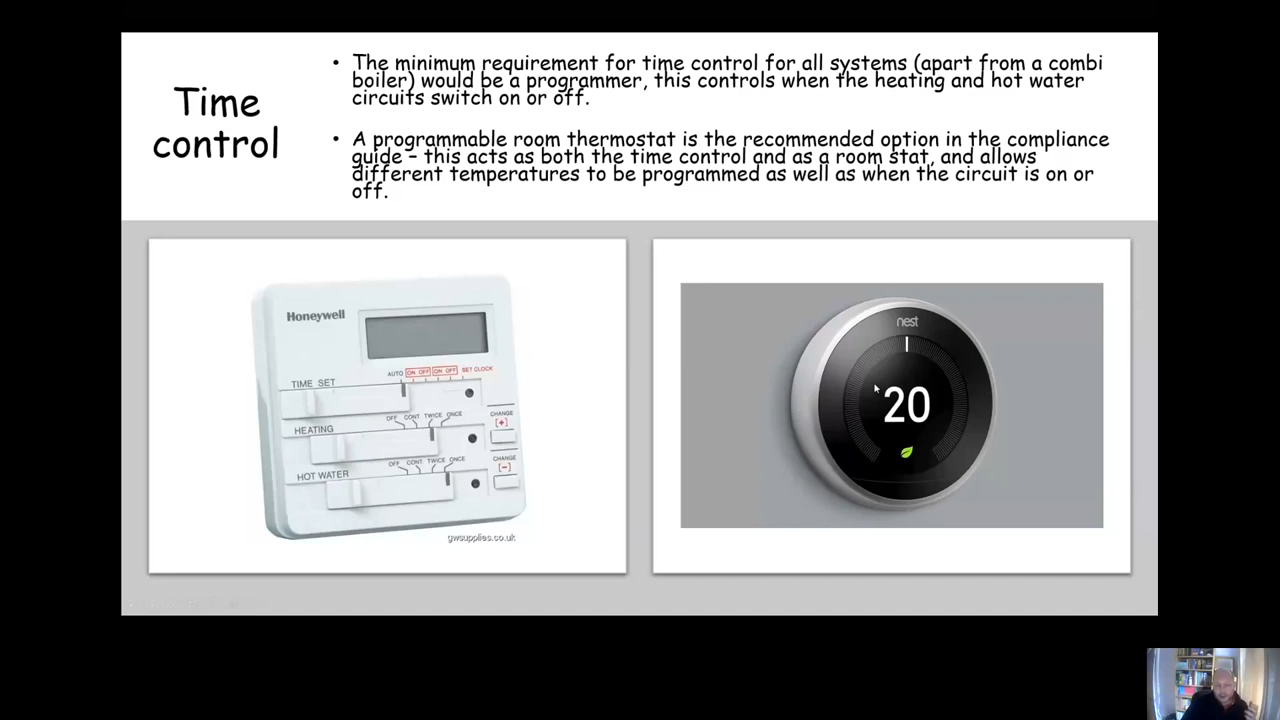 Time
control
• The minimum requirement for time control for all systems (apart from a combi
boiler) would be a programmer, this controls when the heating and hot water
circuits switch on or off.
• A programmable room thermostat is the recommended option in the compliance
guide – this acts as both the time control and as a room stat, and allows
different temperatures to be programmed as well as when the circuit is on or
off.
Honeywell
AUTO ON OFF ON OFF SET CLOCK
TIME SET
OFF CONT TWICE ONCE
CHANGE
[+]
HEATING
OFF CONT TWICE ONCE
CHANGE
[-]
HOT WATER
gwsupplies.co.uk
nest
20